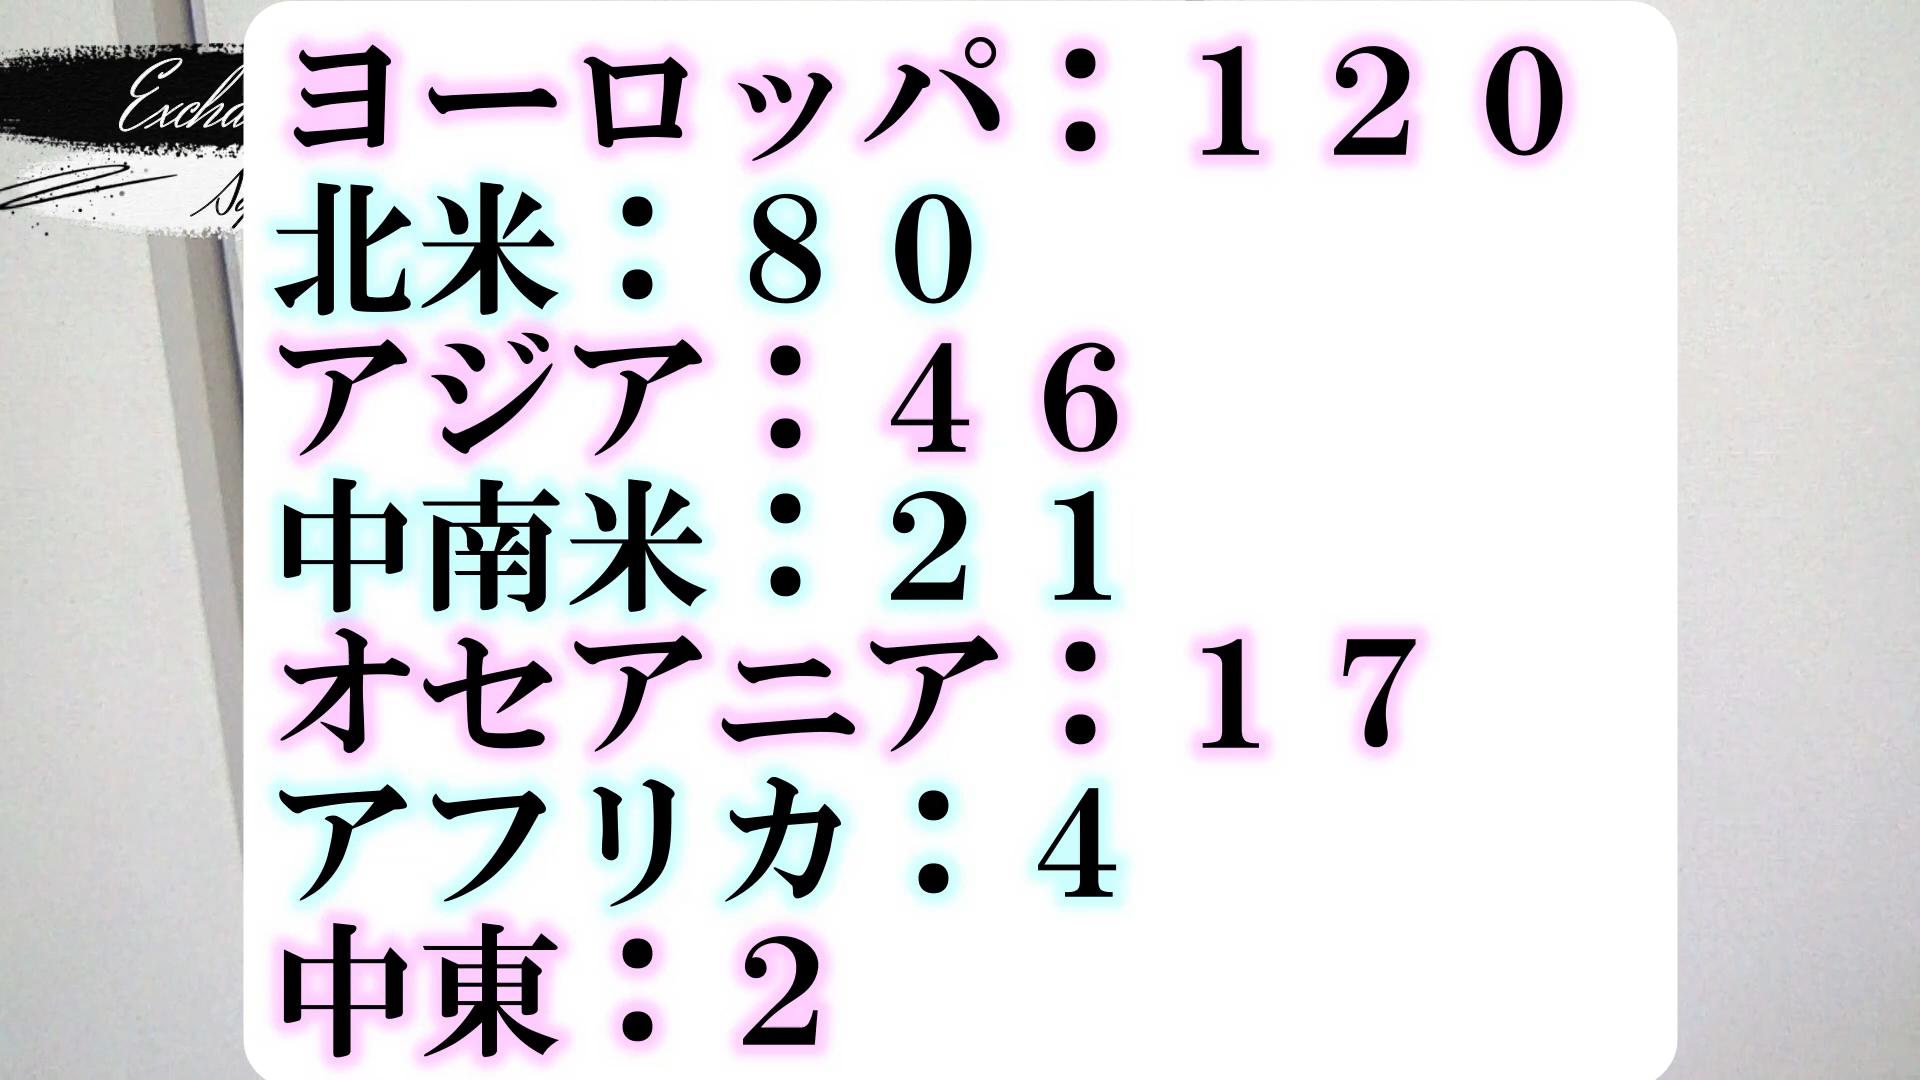 ヨーロッパ：１２０
北米：８０
アジア：４６
中南米：２１
オセアニア：１７
アフリカ：４
中東：２